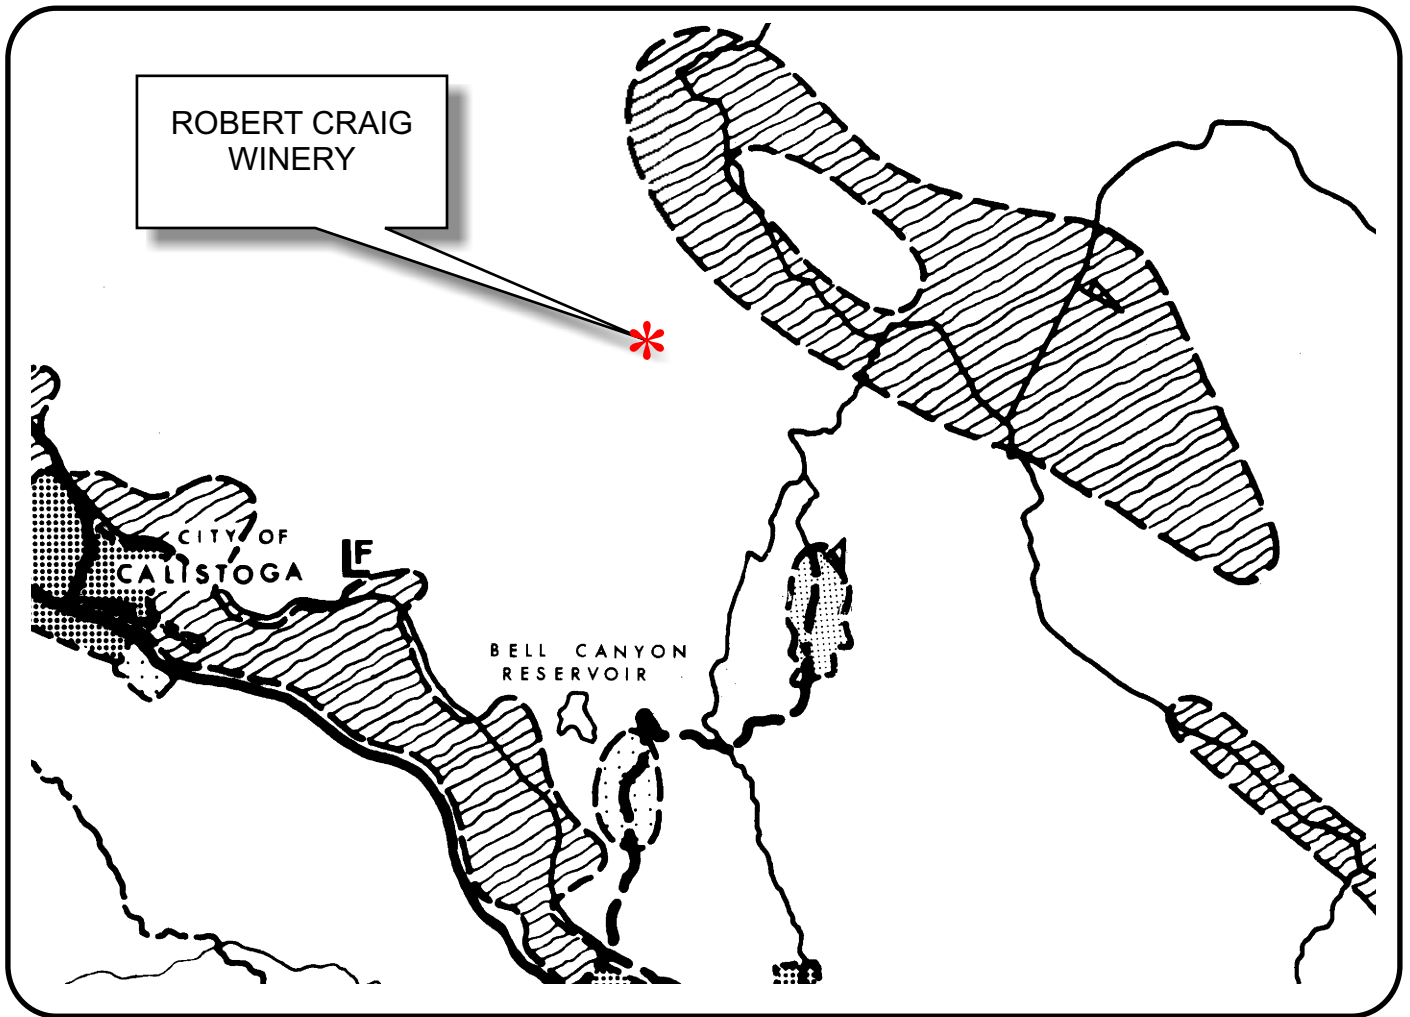 ROBERT CRAIG
WINERY
CITY OF
CALISTOGA
LF
BELL CANYON
RESERVOIR